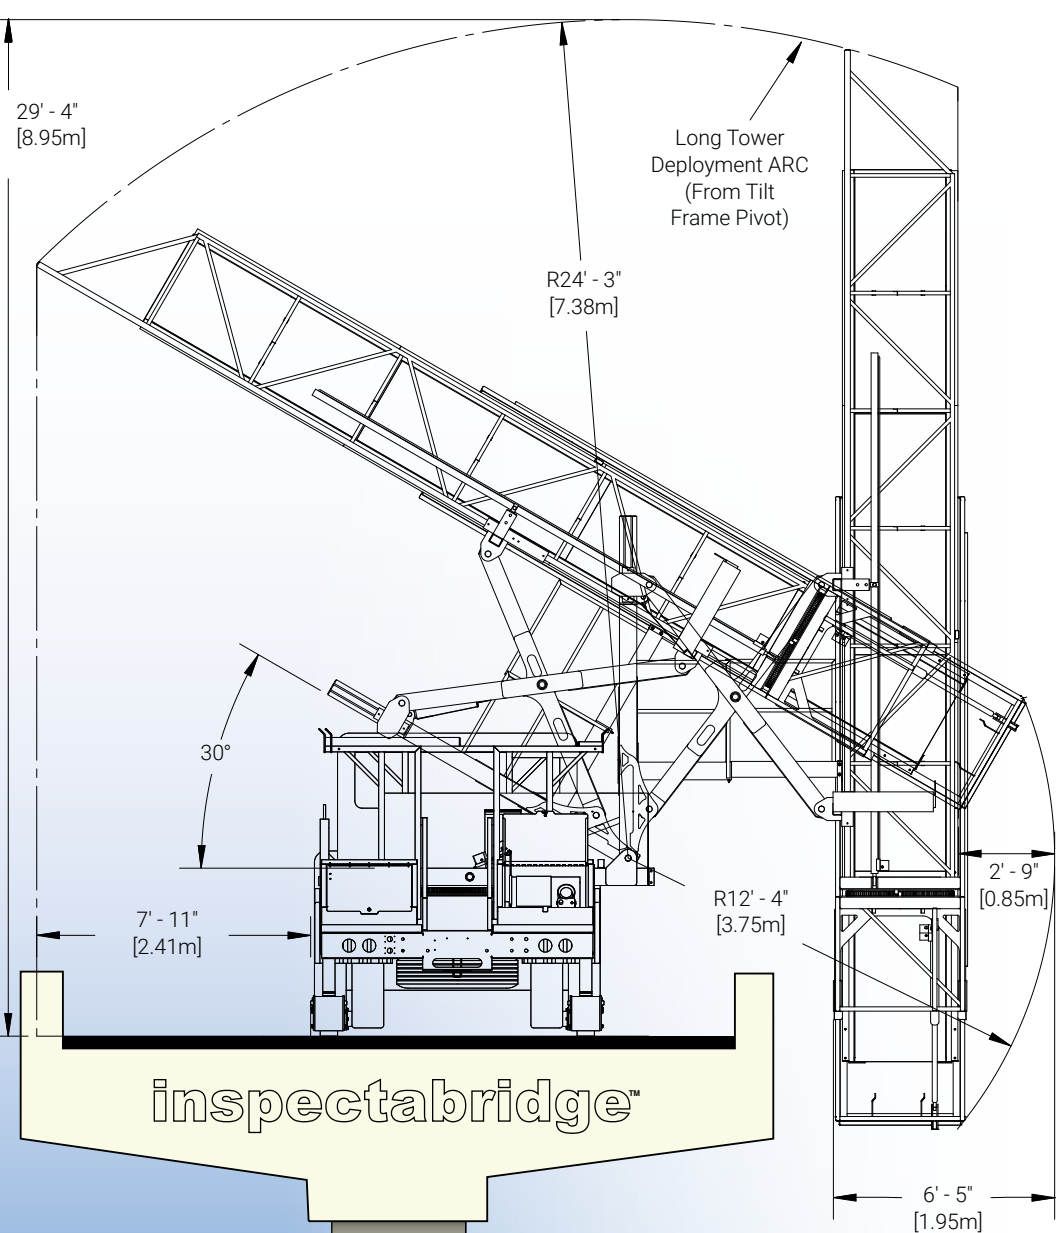 29' - 4"
[8.95m]
Long Tower
Deployment ARC
(From Tilt
Frame Pivot)
R24' - 3"
[7.38m]
30°
R12' - 4"
[3.75m]
2' - 9"
[0.85m]
7' - 11"
[2.41m]
inspectabridge™
6' - 5"
[1.95m]